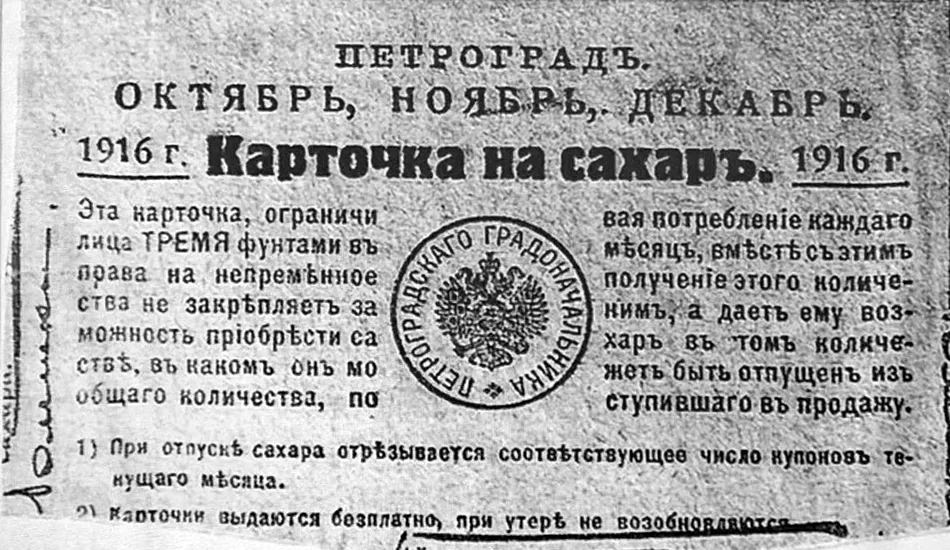 ПЕТРОГРАДЪ.
ОКТЯБРЬ, НОЯБРЬ, ДЕКАБРЬ.
1916 г. Карточка на сахаръ. 1916 г.
Эта карточка, ограничи вая потребленіе каждаго
лица ТРЕМЯ фунтами въ мѣсяцъ, вмѣстѣ съ этимъ
права на непремѣнное полученіе этого количе-
ства не закрѣпляетъ за нимъ, а даетъ ему воз-
можность пріобрѣсти са харъ въ томъ количе-
ствѣ, въ какомъ онъ мо жетъ быть отпущенъ изъ
общаго количества, по ступившаго въ продажу.
ПЕТРОГРАДСКАГО ГРАДОНАЧАЛЬНИКА
1) При отпускѣ сахара отрѣзывается соотвѣтствующее число купоновъ те-
кущаго мѣсяца.
2) Карточки выдаются безплатно, при утерѣ не возобновляются